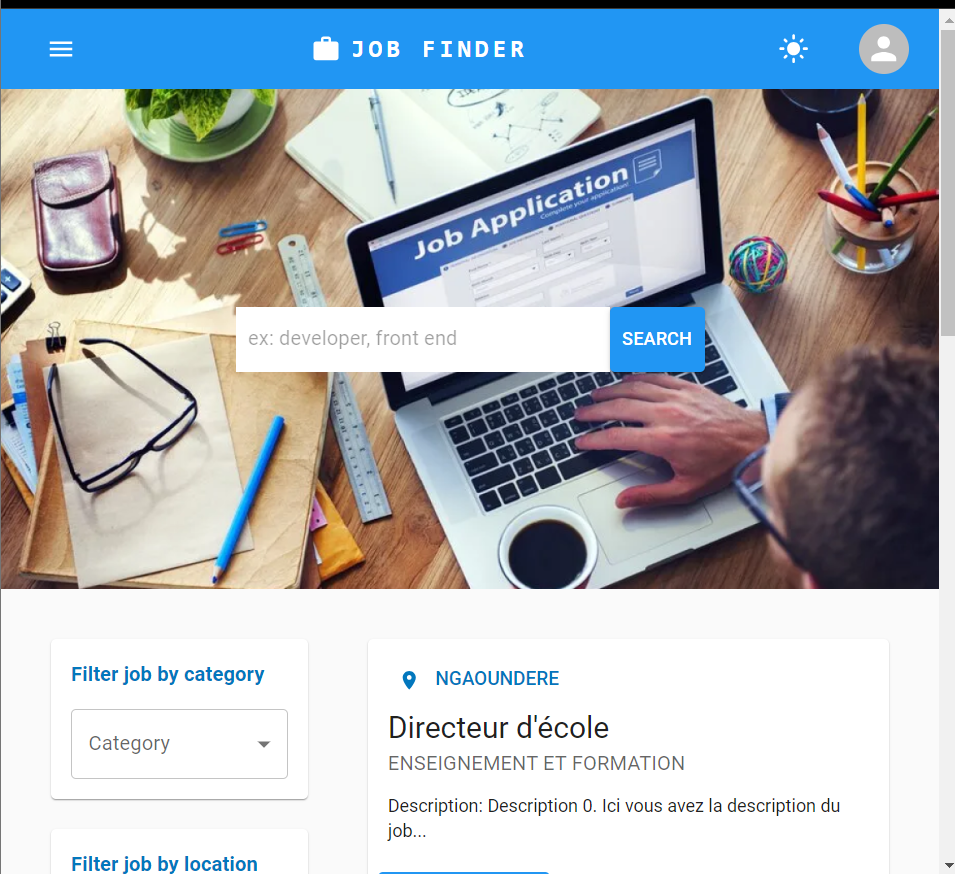 JOB FINDER
Job Application
Complete your application!
ex: developer, front end
SEARCH
Filter job by category
Category
Filter job by location
NGAOUNDERE
Directeur d'école
ENSEIGNEMENT ET FORMATION
Description: Description 0. Ici vous avez la description du
job...